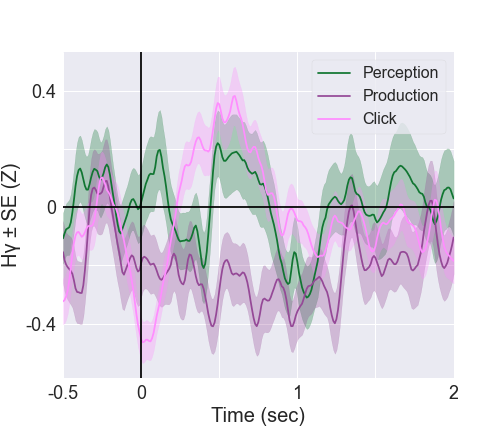 Perception
Production
Click
0.4
0
-0.4
Hγ ± SE (Z)
-0.5
0
1
2
Time (sec)